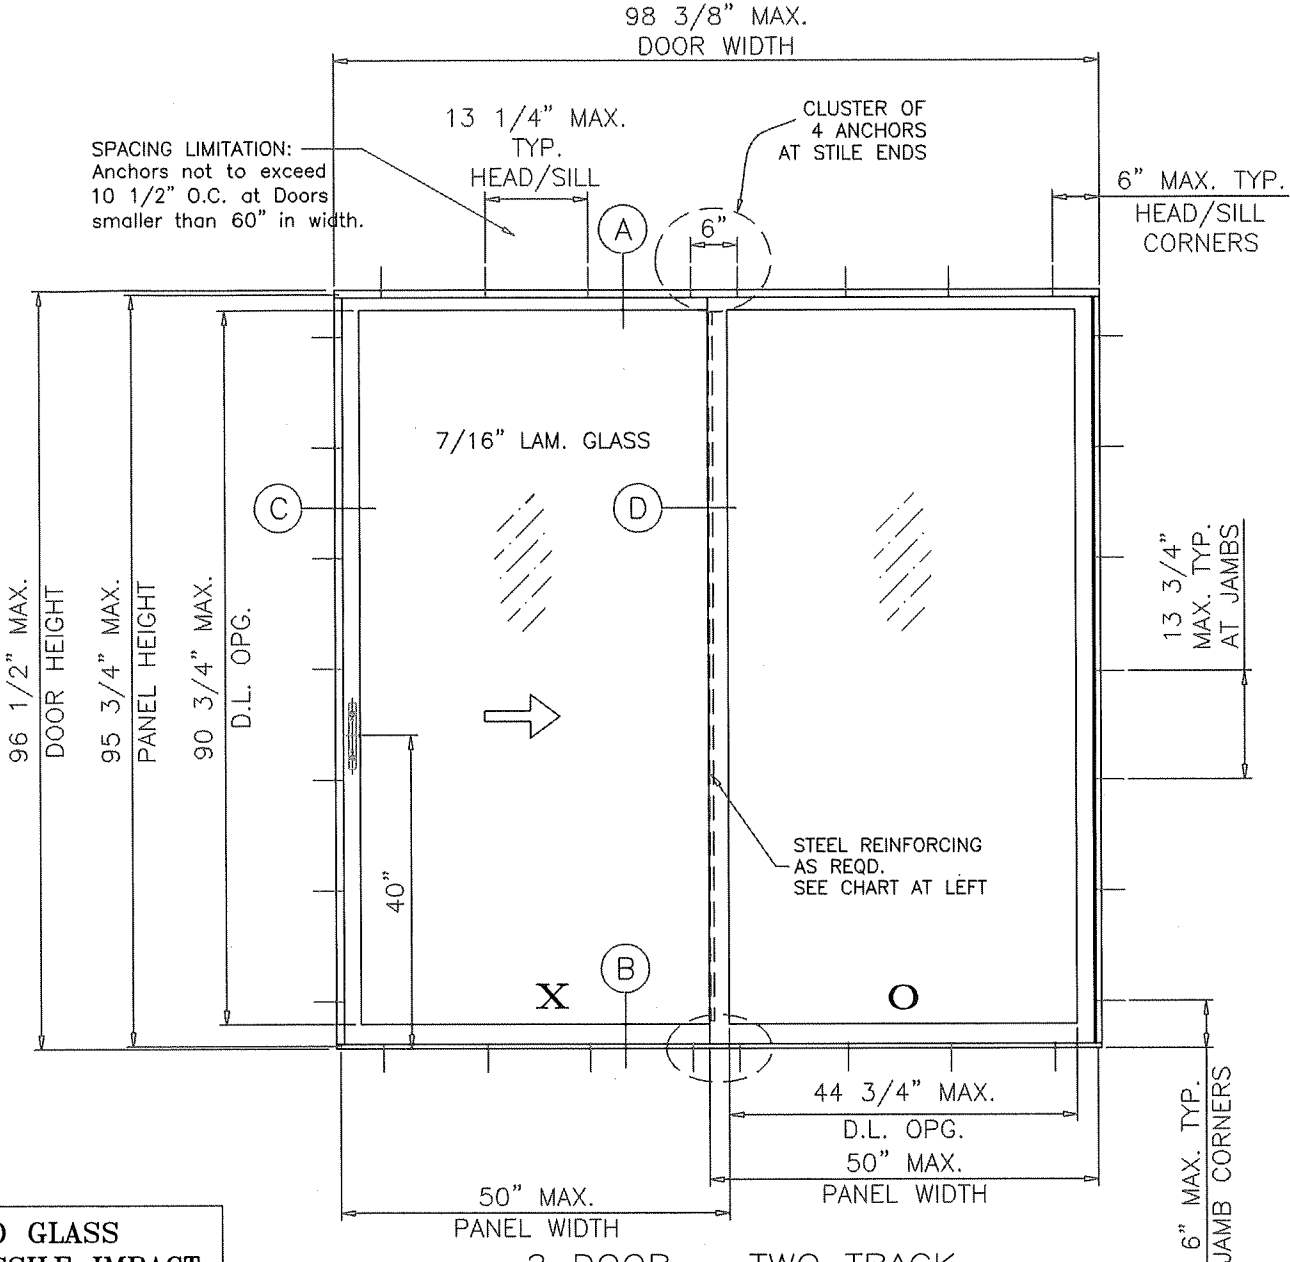 98 3/8" MAX.
DOOR WIDTH
13 1/4" MAX.
TYP.
HEAD/SILL
CLUSTER OF
4 ANCHORS
AT STILE ENDS
SPACING LIMITATION:
Anchors not to exceed
10 1/2" O.C. at Doors
smaller than 60" in width.
6" MAX. TYP.
HEAD/SILL
CORNERS
A
6"
7/16" LAM. GLASS
C
D
13 3/4"
MAX. TYP.
AT JAMBS
96 1/2" MAX.
DOOR HEIGHT
95 3/4" MAX.
PANEL HEIGHT
90 3/4" MAX.
D.L. OPG.
40"
STEEL REINFORCING
AS REQD.
SEE CHART AT LEFT
B
X
O
44 3/4" MAX.
D.L. OPG.
50" MAX.
PANEL WIDTH
50" MAX.
PANEL WIDTH
6" MAX. TYP.
JAMB CORNERS
GLASS
IMPACT
DOOR TWO TRACK